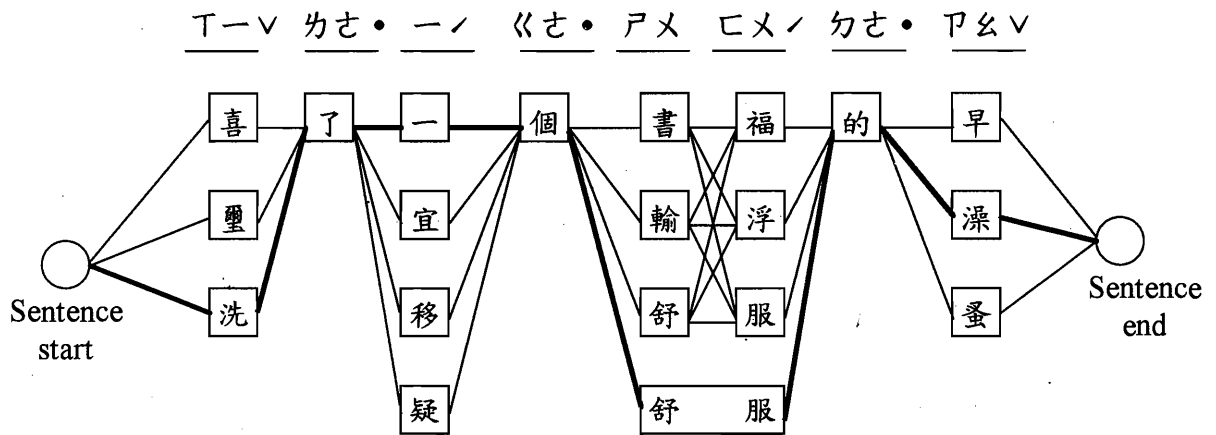 ㄒㄧˇ ㄌㄜ˙ ㄧˊ ㄍㄜ˙ ㄕㄨ ㄈㄨˊ ㄉㄜ˙ ㄗㄠˇ
喜 了 一 個 書 福 的 早
璽 宜 輸 浮 澡
洗 移 舒 服 蚤
疑 舒 服
Sentence start
Sentence end